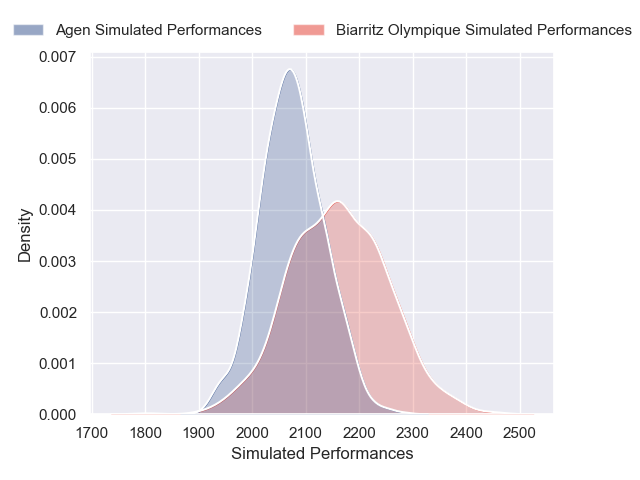 Agen Simulated Performances
Biarritz Olympique Simulated Performances
0.007
0.006
0.005
0.004
0.003
0.002
0.001
0.000
Density
1700 1800 1900 2000 2100 2200 2300 2400 2500
Simulated Performances